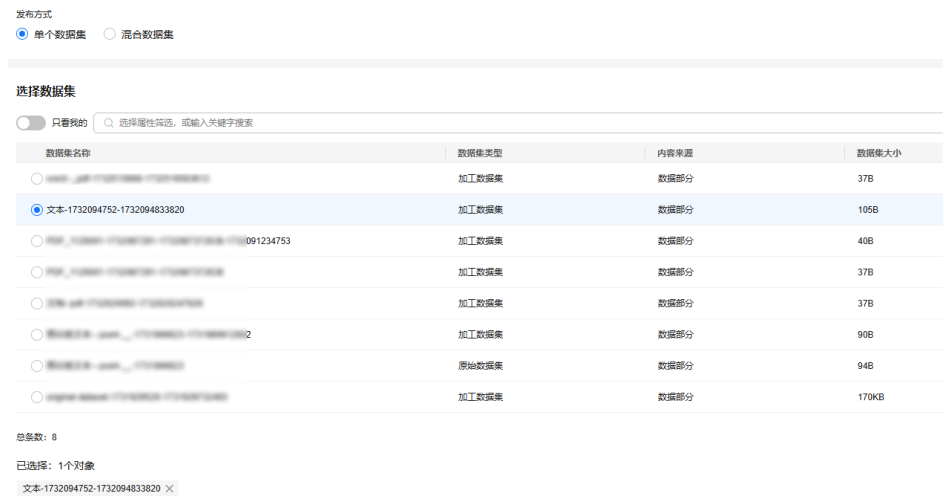 发布方式
单个数据集 混合数据集
选择数据集
只看我的 选择属性筛选，或输入关键字搜索
数据集名称 数据集类型 内容来源 数据集大小
加工数据集 数据部分 37B
文本-1732094752-1732094833820 加工数据集 数据部分 105B
091234753 加工数据集 数据部分 40B
加工数据集 数据部分 37B
加工数据集 数据部分 37B
2 加工数据集 数据部分 90B
原始数据集 数据部分 94B
加工数据集 数据部分 170KB
总条数：8
已选择：1个对象
文本-1732094752-1732094833820